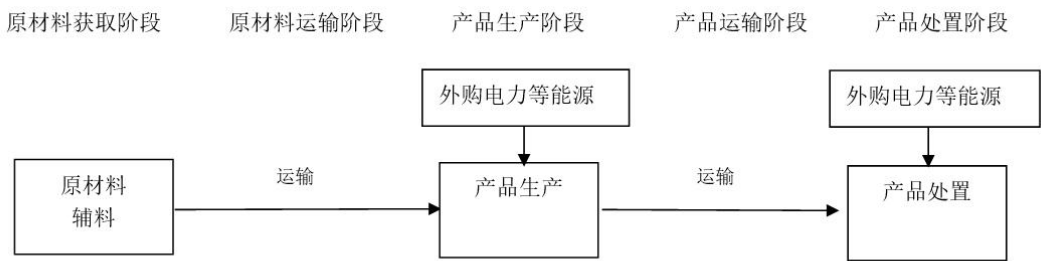 原材料获取阶段 原材料运输阶段 产品生产阶段 产品运输阶段 产品处置阶段
外购电力等能源 外购电力等能源
原材料
辅料
运输
产品生产
运输
产品处置